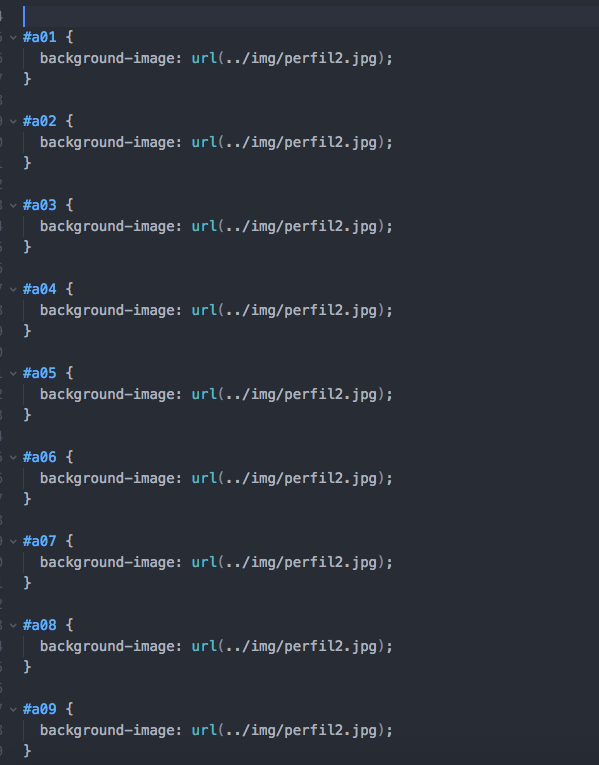 #a01 {
  background-image: url(../img/perfil2.jpg);
}

#a02 {
  background-image: url(../img/perfil2.jpg);
}

#a03 {
  background-image: url(../img/perfil2.jpg);
}

#a04 {
  background-image: url(../img/perfil2.jpg);
}

#a05 {
  background-image: url(../img/perfil2.jpg);
}

#a06 {
  background-image: url(../img/perfil2.jpg);
}

#a07 {
  background-image: url(../img/perfil2.jpg);
}

#a08 {
  background-image: url(../img/perfil2.jpg);
}

#a09 {
  background-image: url(../img/perfil2.jpg);
}